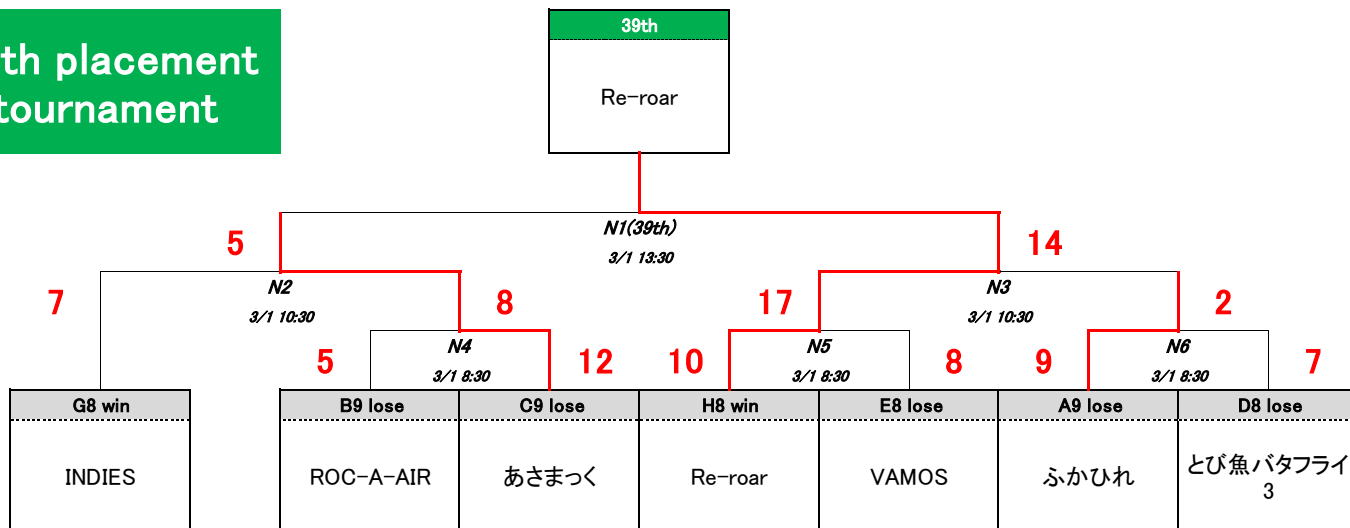 39th
th placement
tournament
Re-roar
N1(39th)
3/1 13:30
5
14
N2
3/1 10:30
N3
3/1 10:30
7
8
17
2
N4
3/1 8:30
N5
3/1 8:30
N6
3/1 8:30
5
12
10
8
9
7
G8 win
B9 lose
C9 lose
H8 win
E8 lose
A9 lose
D8 lose
INDIES
ROC-A-AIR
あさまっく
Re-roar
VAMOS
ふかひれ
とび魚バタフライ
3